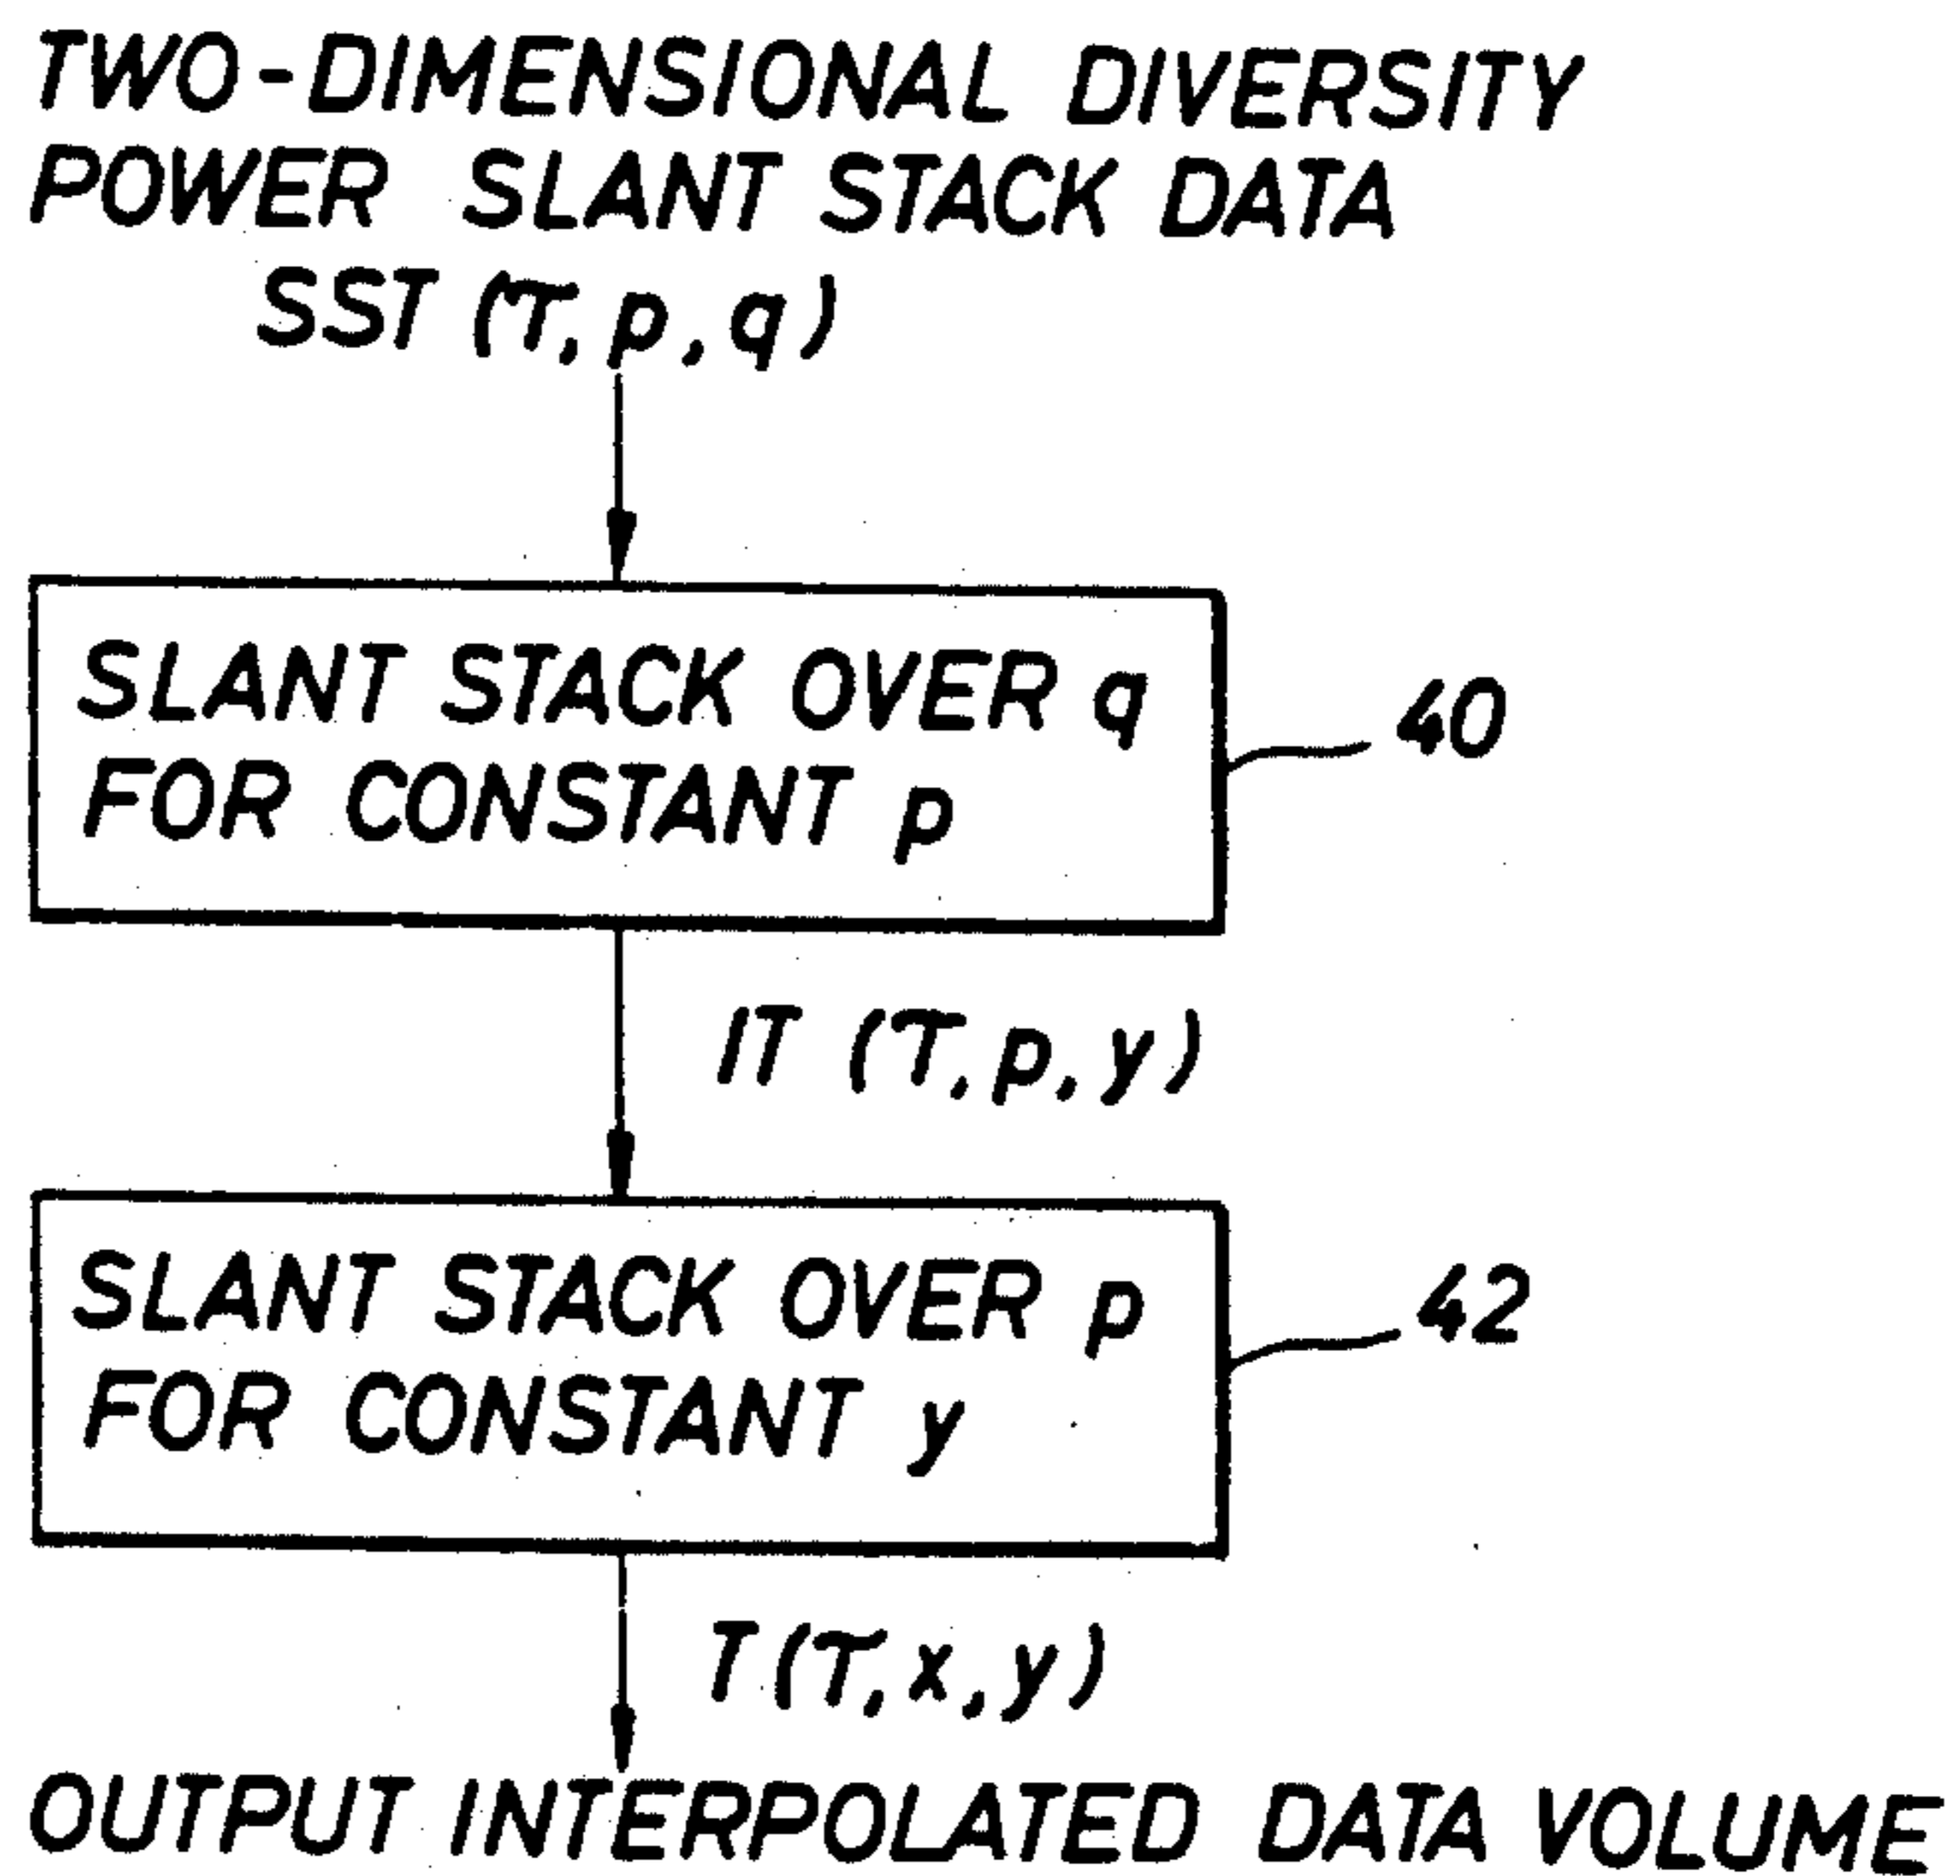 TWO-DIMENSIONAL DIVERSITY
POWER SLANT STACK DATA
SST (τ, p, q)
SLANT STACK OVER q
FOR CONSTANT p
40
IT (τ, p, y)
SLANT STACK OVER p
FOR CONSTANT y
42
T(τ, x, y)
OUTPUT INTERPOLATED DATA VOLUME